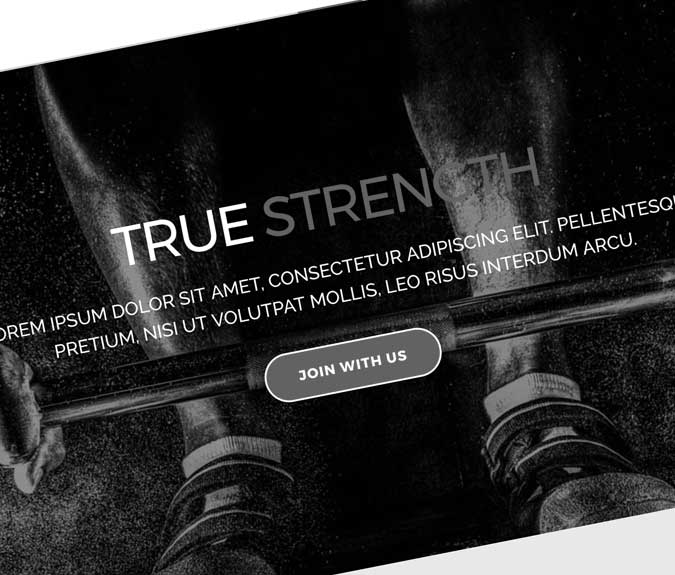 TRUE STRENGTH
OREM IPSUM DOLOR SIT AMET, CONSECTETUR ADIPISCING ELIT. PELLENTESQ
PRETIUM, NISI UT VOLUTPAT MOLLIS, LEO RISUS INTERDUM ARCU.
JOIN WITH US